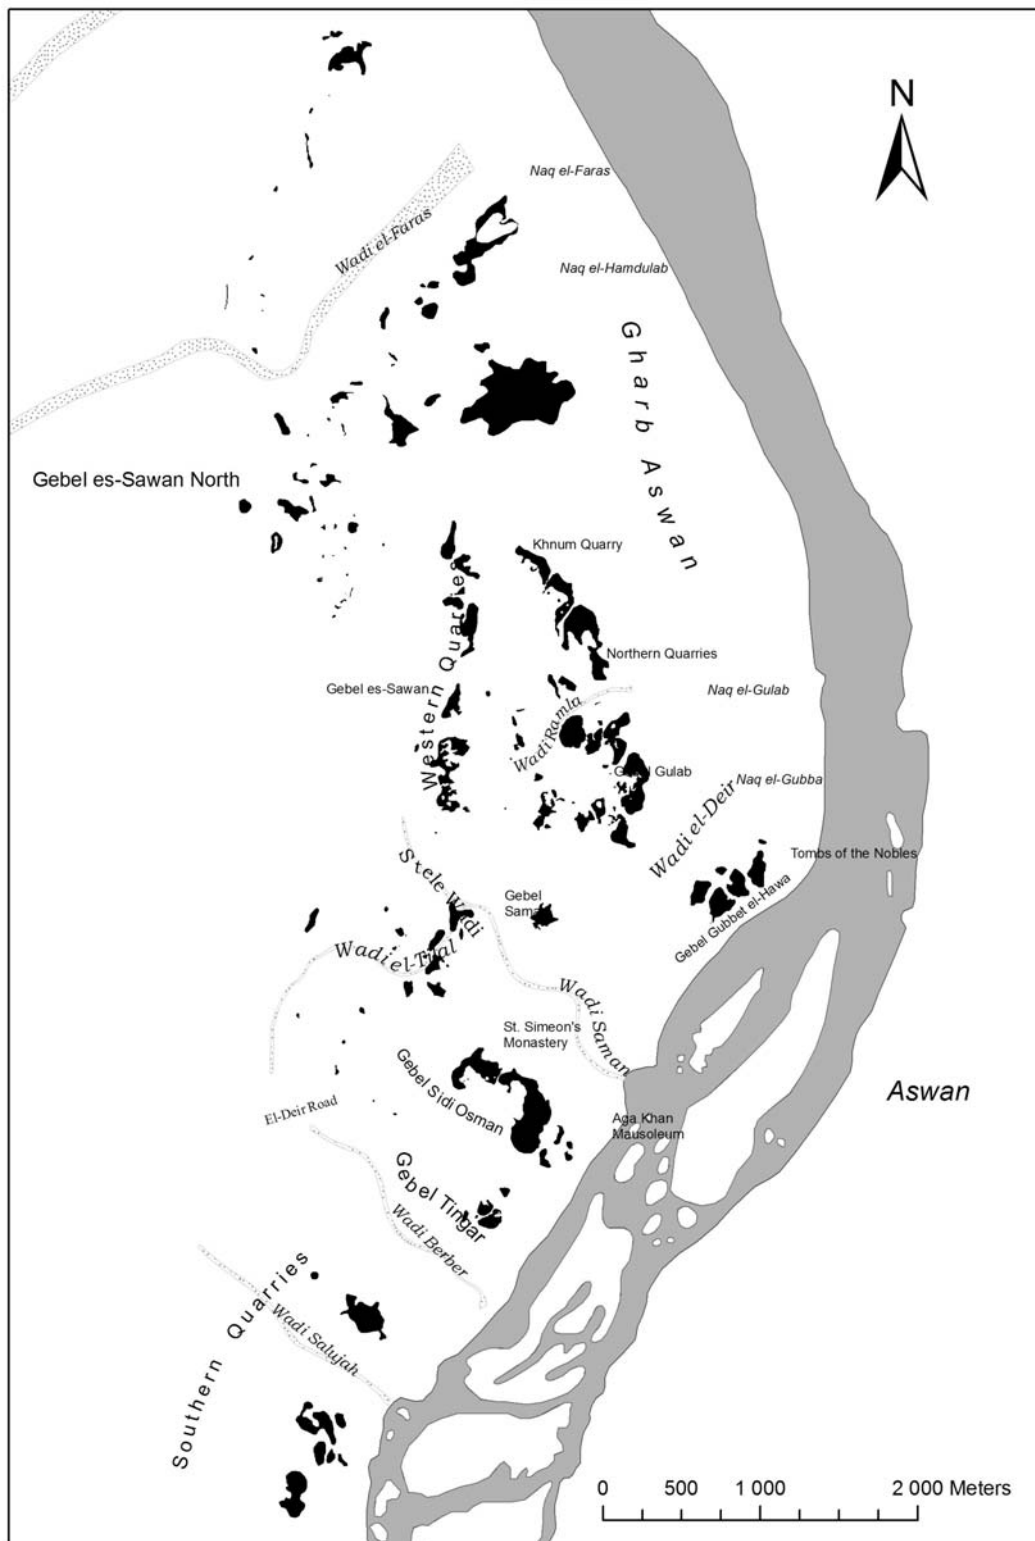 N
Naq el-Faras
Wadi el-Faras
Naq el-Hamdulab
Gharb Aswan
Gebel es-Sawan North
Khnum Quarry
Western Quarries
Northern Quarries
Gebel es-Sawan
Naq el-Gulab
Wadi Ramla
Gulab
Naq el-Gubba
Wadi el-Deir
Tombs of the Nobles
Stele Wadi
Gebel
Gebel Gubbet el-Hawa
Wadi el-Tual
Wadi Saman
St. Simeon's
Monastery
Gebel Sidi Osman
Aswan
El-Deir Road
Aga Khan
Mausoleum
Gebel Tingar
Wadi Berber
Southern Quarries
Wadi Salujah
0 500 1 000 2 000 Meters